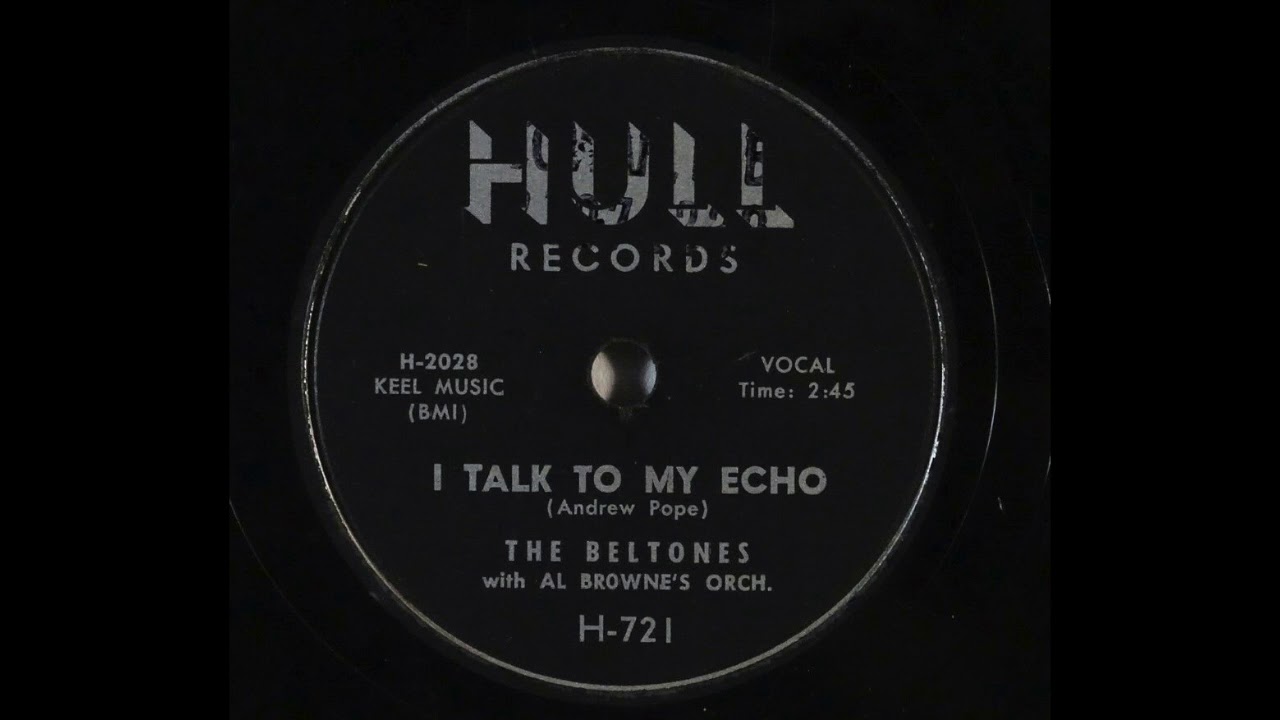 HULL
RECORDS
H-2028
KEEL MUSIC
(BMI)
VOCAL
Time: 2:45
I TALK TO MY ECHO
(Andrew Pope)
THE BELTONES
with AL BROWNE'S ORCH.
H-721